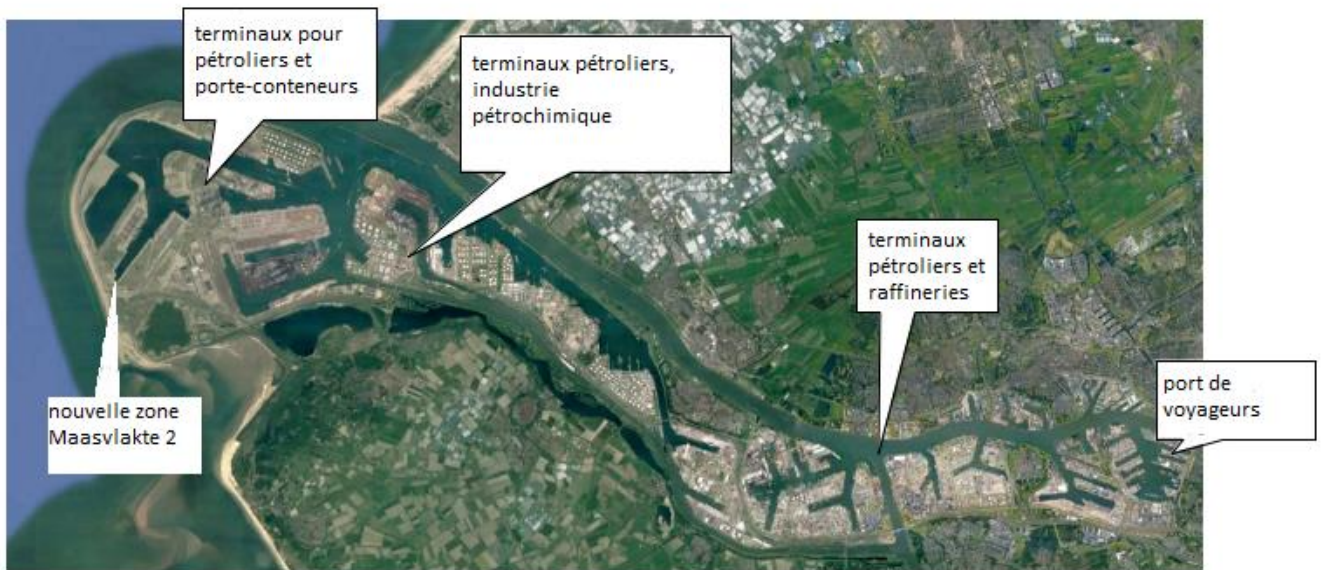 terminaux pour
pétroliers et
porte-conteneurs
terminaux pétroliers,
industrie
pétrochimique
terminaux
pétroliers et
raffineries
port de
voyageurs
nouvelle zone
Maasvlakte 2